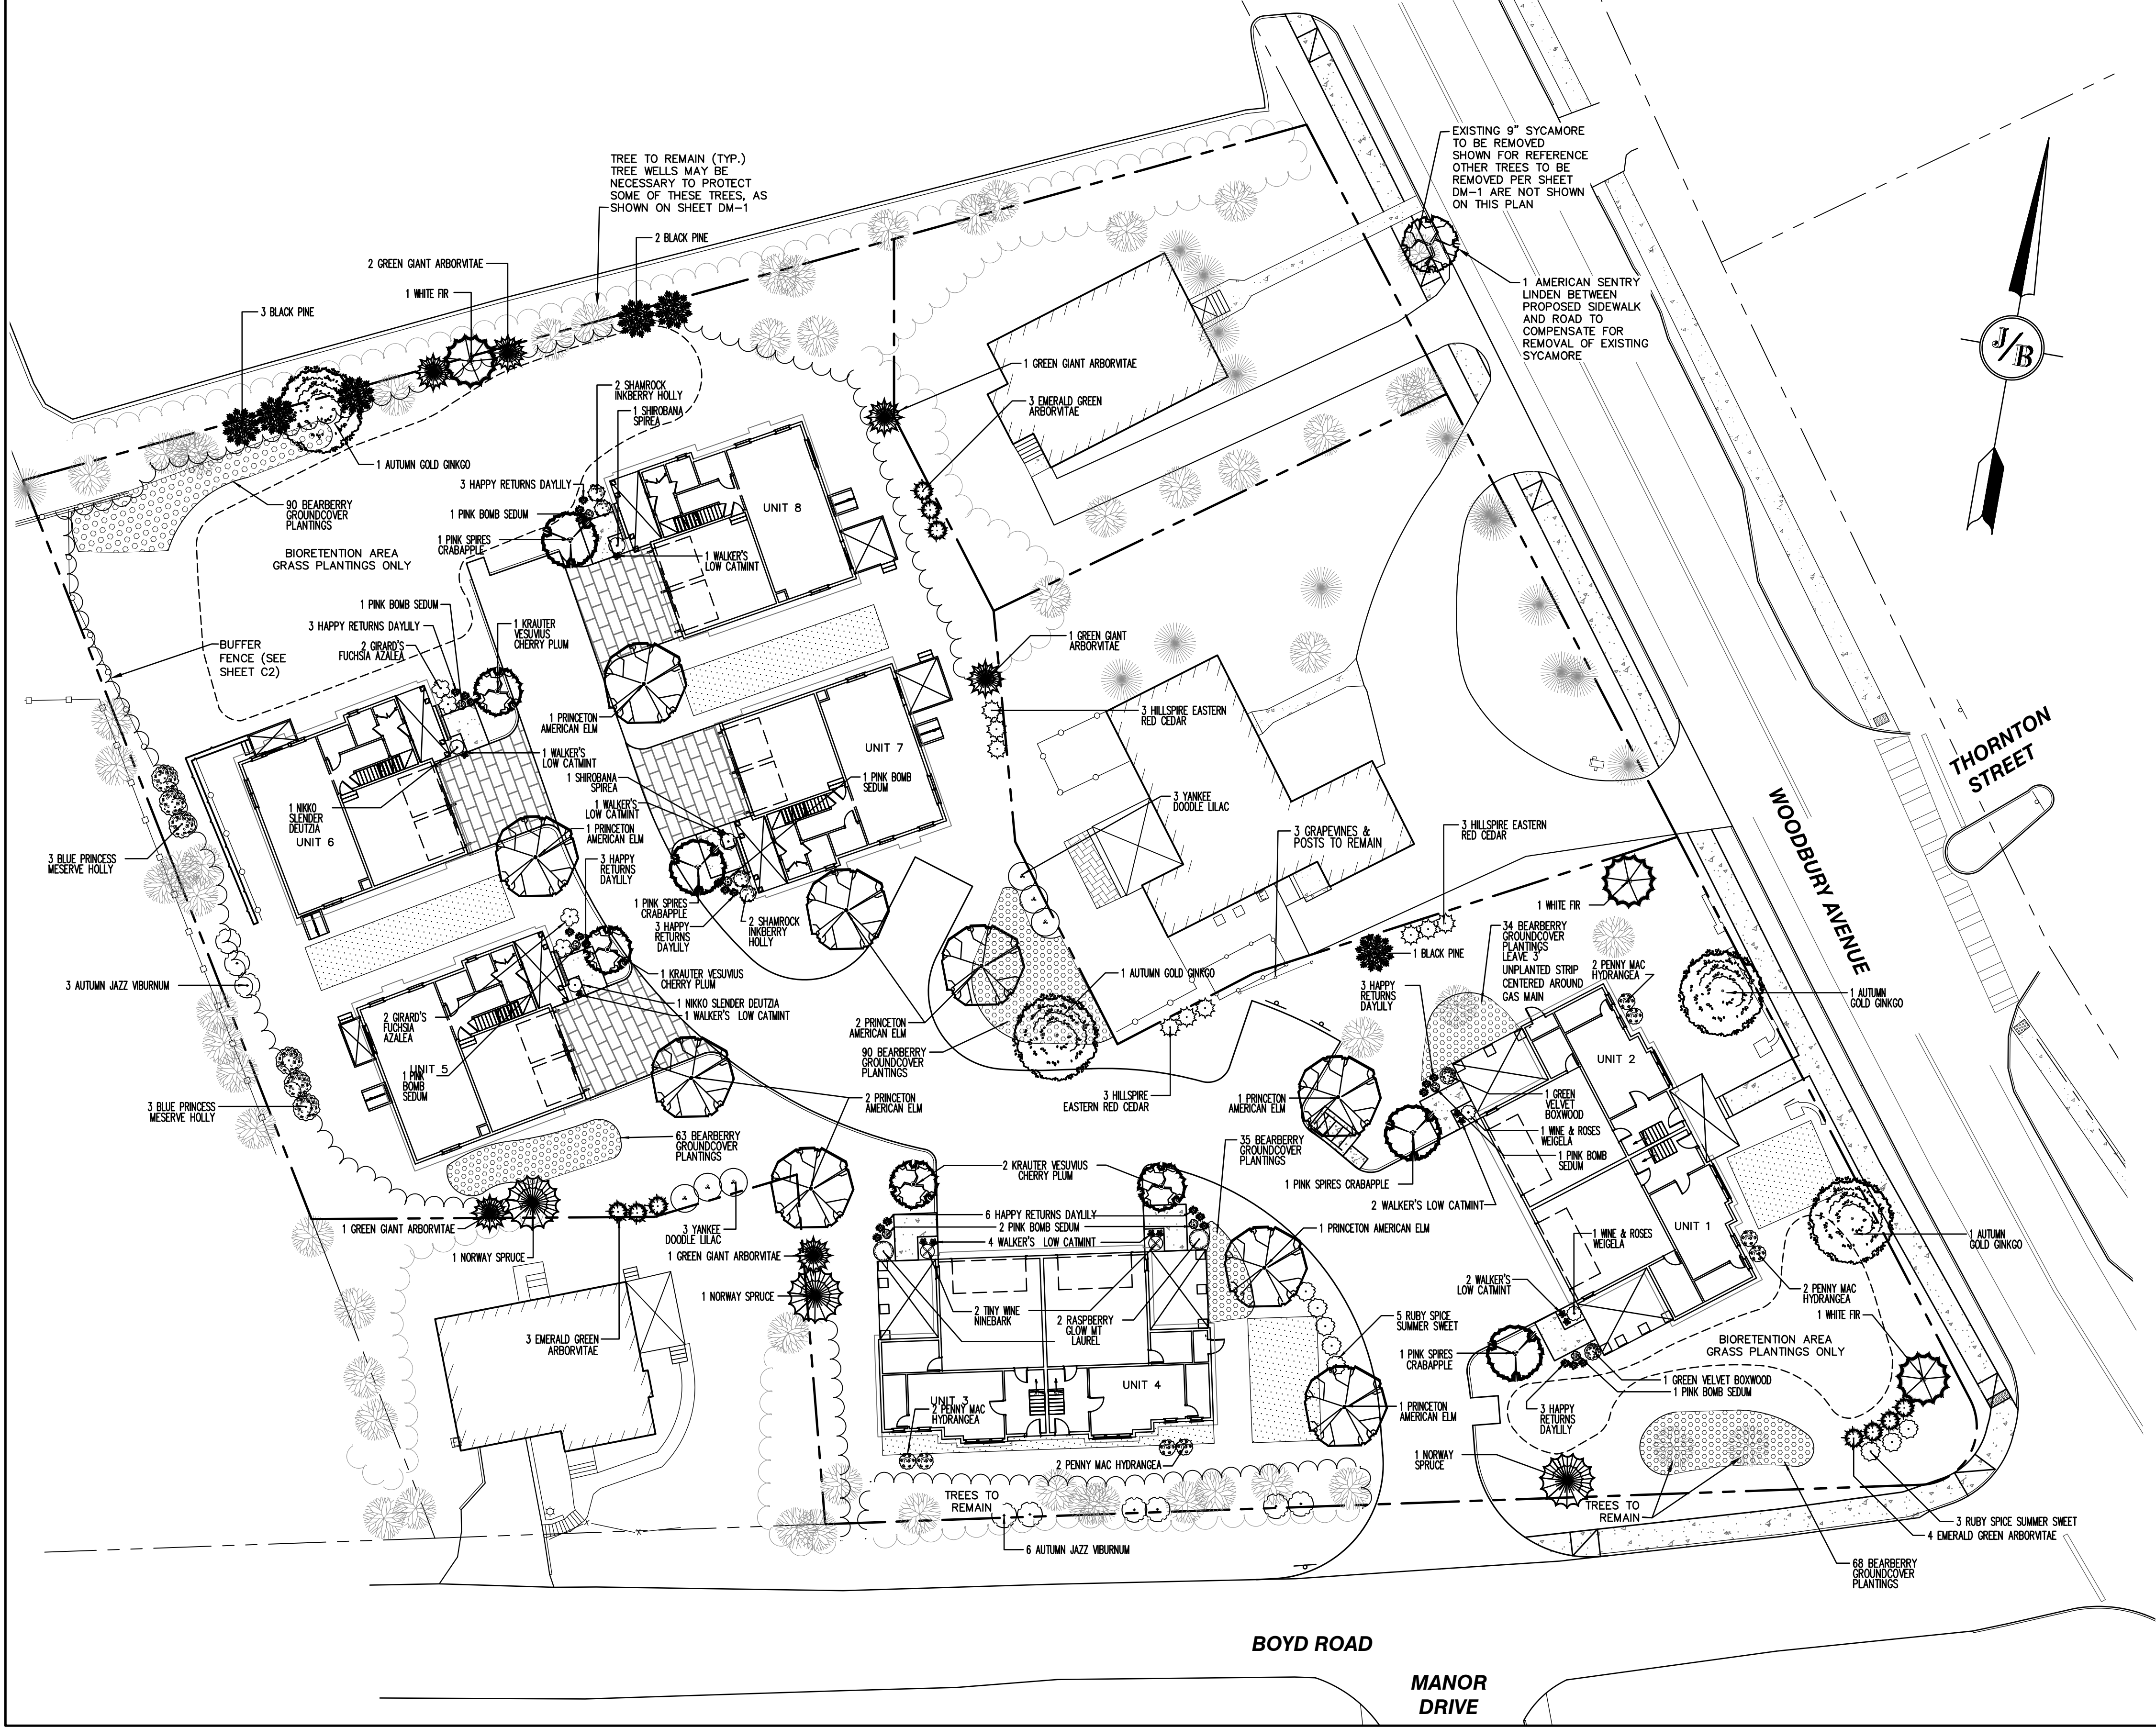 EXISTING 9" SYCAMORE
TO BE REMOVED
SHOWN FOR REFERENCE
OTHER TREES TO BE
REMOVED PER SHEET
DM-1 ARE NOT SHOWN
ON THIS PLAN
TREE TO REMAIN (TYP.)
TREE WELLS MAY BE
NECESSARY TO PROTECT
SOME OF THESE TREES, AS
SHOWN ON SHEET DM-1
2 BLACK PINE
2 GREEN GIANT ARBORVITAE
1 WHITE FIR
3 BLACK PINE
1 AMERICAN SENTRY
LINDEN BETWEEN
PROPOSED SIDEWALK
AND ROAD TO
COMPENSATE FOR
REMOVAL OF EXISTING
SYCAMORE
J/B
1 GREEN GIANT ARBORVITAE
3 EMERALD GREEN
ARBORVITAE
2 SHAMROCK
INKBERRY HOLLY
1 SHIROBANA
SPIREA
1 AUTUMN GOLD GINKGO
3 HAPPY RETURNS DAYLILY
1 PINK BOMB SEDUM
1 PINK SPIRES
CRABAPPLE
UNIT 8
1 WALKER'S
LOW CATMINT
90 BEARBERRY
GROUNDCOVER
PLANTINGS
BIORETENTION AREA
GRASS PLANTINGS ONLY
1 PINK BOMB SEDUM
3 HAPPY RETURNS DAYLILY
2 GIRARD'S
FUCHSIA AZALEA
1 KRAUTER
VESUVIUS
CHERRY PLUM
BUFFER
FENCE (SEE
SHEET C2)
1 GREEN GIANT
ARBORVITAE
3 HILLSPIRE EASTERN
RED CEDAR
1 PRINCETON
AMERICAN ELM
1 WALKER'S
LOW CATMINT
UNIT 7
1 SHIROBANA
SPIREA
1 PINK BOMB
SEDUM
1 WALKER'S
LOW CATMINT
1 NIKKO
SLENDER
DEUTZIA
UNIT 6
1 PRINCETON
AMERICAN ELM
3 YANKEE
DOODLE LILAC
3 GRAPEVINES &
POSTS TO REMAIN
3 HILLSPIRE EASTERN
RED CEDAR
THORNTON
STREET
WOODBURY AVENUE
3 BLUE PRINCESS
MESERVE HOLLY
3 HAPPY
RETURNS
DAYLILY
1 PINK SPIRES
CRABAPPLE
3 HAPPY
RETURNS
DAYLILY
2 SHAMROCK
INKBERRY
HOLLY
1 WHITE FIR
34 BEARBERRY
GROUNDCOVER
PLANTINGS
LEAVE 3'
UNPLANTED STRIP
CENTERED AROUND
GAS MAIN
2 PENNY MAC
HYDRANGEA
1 BLACK PINE
3 HAPPY
RETURNS
DAYLILY
1 AUTUMN
GOLD GINKGO
3 AUTUMN JAZZ VIBURNUM
1 KRAUTER VESUVIUS
CHERRY PLUM
1 NIKKO SLENDER DEUTZIA
1 WALKER'S LOW CATMINT
1 AUTUMN GOLD GINKGO
2 GIRARD'S
FUCHSIA
AZALEA
2 PRINCETON
AMERICAN ELM
90 BEARBERRY
GROUNDCOVER
PLANTINGS
UNIT 5
1 PINK
BOMB
SEDUM
UNIT 2
3 BLUE PRINCESS
MESERVE HOLLY
2 PRINCETON
AMERICAN ELM
3 HILLSPIRE
EASTERN RED CEDAR
1 PRINCETON
AMERICAN ELM
1 GREEN
VELVET
BOXWOOD
1 WINE & ROSES
WEIGELA
1 PINK BOMB
SEDUM
63 BEARBERRY
GROUNDCOVER
PLANTINGS
35 BEARBERRY
GROUNDCOVER
PLANTINGS
2 KRAUTER VESUVIUS
CHERRY PLUM
1 PINK SPIRES CRABAPPLE
2 WALKER'S LOW CATMINT
6 HAPPY RETURNS DAYLILY
2 PINK BOMB SEDUM
4 WALKER'S LOW CATMINT
1 PRINCETON AMERICAN ELM
1 GREEN GIANT ARBORVITAE
3 YANKEE
DOODLE LILAC
1 NORWAY SPRUCE
1 GREEN GIANT ARBORVITAE
UNIT 1
1 WINE & ROSES
WEIGELA
1 AUTUMN
GOLD GINKGO
1 NORWAY SPRUCE
2 TINY WINE
NINEBARK
2 RASPBERRY
GLOW MT
LAUREL
2 WALKER'S
LOW CATMINT
2 PENNY MAC
HYDRANGEA
1 WHITE FIR
3 EMERALD GREEN
ARBORVITAE
5 RUBY SPICE
SUMMER SWEET
BIORETENTION AREA
GRASS PLANTINGS ONLY
1 PINK SPIRES
CRABAPPLE
1 GREEN VELVET BOXWOOD
1 PINK BOMB SEDUM
UNIT 3
UNIT 4
2 PENNY MAC
HYDRANGEA
1 PRINCETON
AMERICAN ELM
3 HAPPY
RETURNS
DAYLILY
2 PENNY MAC HYDRANGEA
1 NORWAY
SPRUCE
TREES TO
REMAIN
TREES TO
REMAIN
3 RUBY SPICE SUMMER SWEET
4 EMERALD GREEN ARBORVITAE
6 AUTUMN JAZZ VIBURNUM
68 BEARBERRY
GROUNDCOVER
PLANTINGS
BOYD ROAD
MANOR
DRIVE